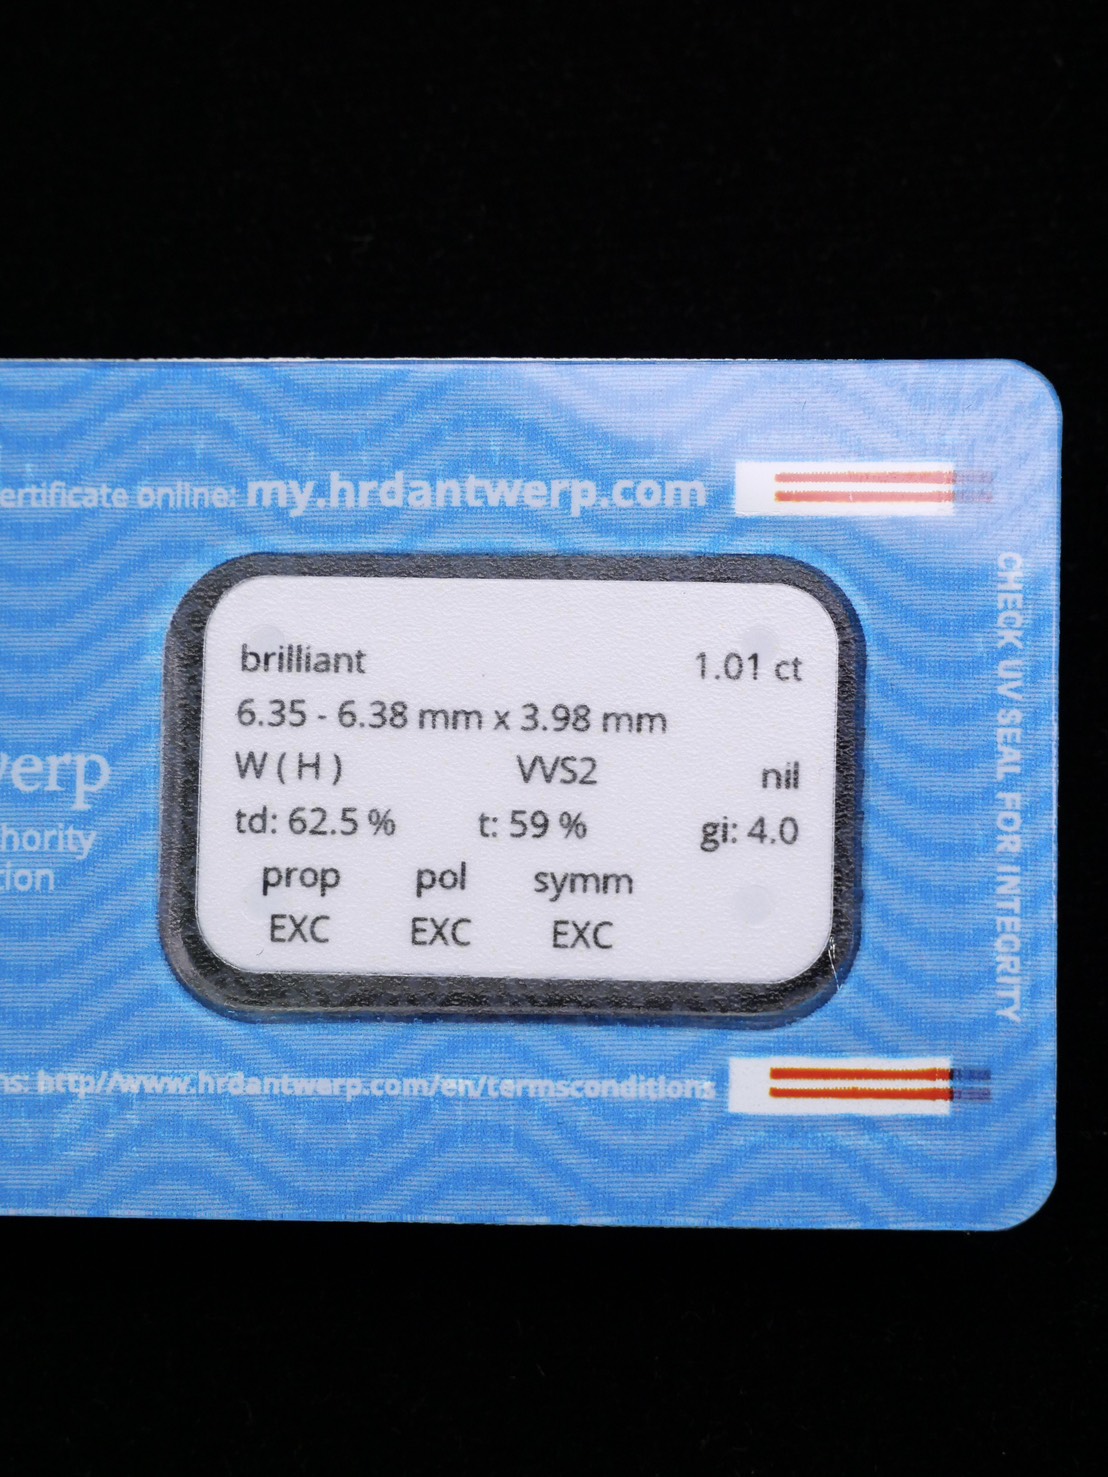 ertificate online: my.hrdantwerp.com
brilliant 1.01 ct
6.35 - 6.38 mm x 3.98 mm
W ( H ) VVS2 nil
td: 62.5 % t: 59 % gi: 4.0
prop pol symm
EXC EXC EXC
werp
hority
tion
ns: http//www.hrdantwerp.com/en/termsconditions
CHECK UV SEAL FOR INTEGRITY